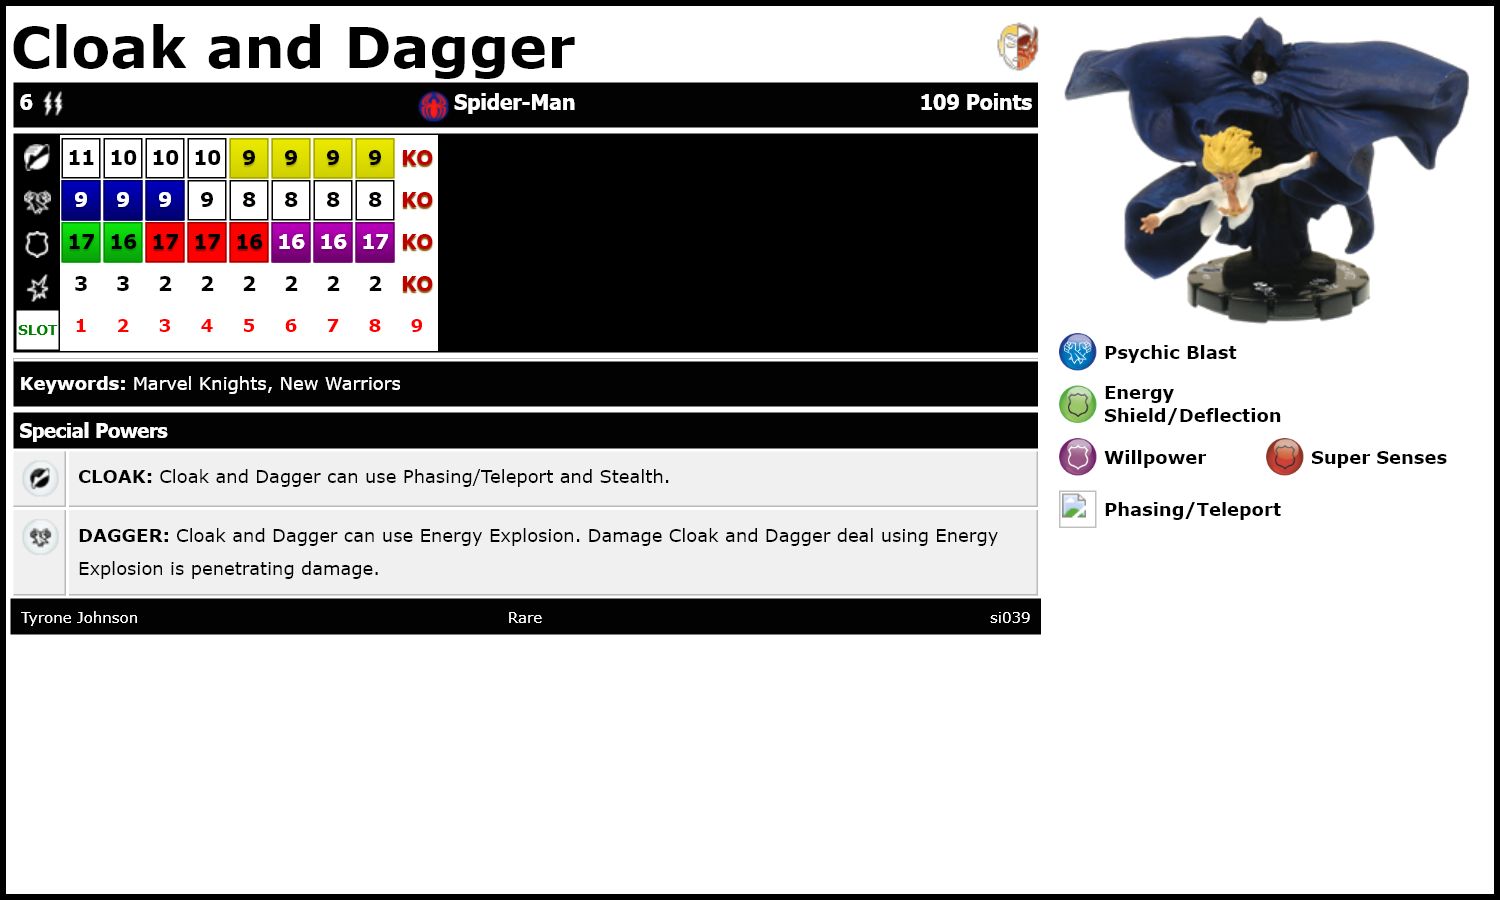 Cloak and Dagger
6 Spider-Man 109 Points
11 10 10 10 9 9 9 9 KO
9 9 9 9 8 8 8 8 KO
17 16 17 17 16 16 16 17 KO
3 3 2 2 2 2 2 2 KO
SLOT 1 2 3 4 5 6 7 8 9
Keywords: Marvel Knights, New Warriors
Special Powers
CLOAK: Cloak and Dagger can use Phasing/Teleport and Stealth.
DAGGER: Cloak and Dagger can use Energy Explosion. Damage Cloak and Dagger deal using Energy
Explosion is penetrating damage.
Tyrone Johnson Rare si039
Psychic Blast
Energy
Shield/Deflection
Willpower Super Senses
Phasing/Teleport